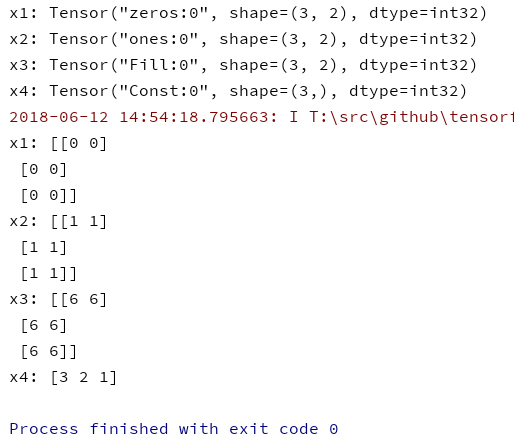 x1: Tensor("zeros:0", shape=(3, 2), dtype=int32)
x2: Tensor("ones:0", shape=(3, 2), dtype=int32)
x3: Tensor("Fill:0", shape=(3, 2), dtype=int32)
x4: Tensor("Const:0", shape=(3,), dtype=int32)
2018-06-12 14:54:18.795663: I T:\src\github\tensorf
x1: [[0 0]
 [0 0]
 [0 0]]
x2: [[1 1]
 [1 1]
 [1 1]]
x3: [[6 6]
 [6 6]
 [6 6]]
x4: [3 2 1]
Process finished with exit code 0